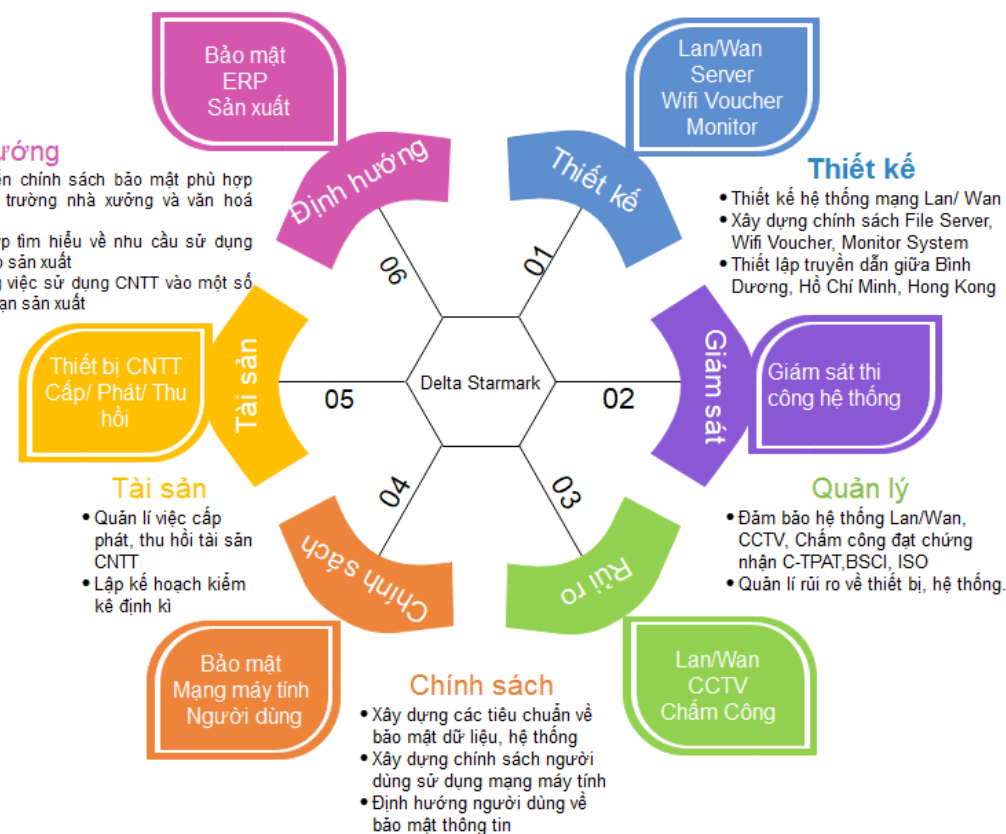 Bảo mật
ERP
Sản xuất
Lan/Wan
Server
Wifi Voucher
Monitor
Định hướng
Thiết kế
chính sách bảo mật phù hợp
trường nhà xưởng và văn hoá
tìm hiểu về nhu cầu sử dụng
sản xuất
việc sử dụng CNTT vào một số
sản xuất
Thiết kế
• Thiết kế hệ thống mạng Lan/ Wan
• Xây dựng chính sách File Server,
Wifi Voucher, Monitor System
• Thiết lập truyền dẫn giữa Bình
Dương, Hồ Chí Minh, Hong Kong
06
01
Thiết bị CNTT
Cấp/ Phát/ Thu
hồi
Tài sản
05
Delta Starmark
02
Giám sát
Giám sát thi
công hệ thống
04
03
Tài sản
• Quản lí việc cấp
phát, thu hồi tài sản
CNTT
• Lập kế hoạch kiểm
kê định kì
Chính sách
Rủi ro
Quản lý
• Đảm bảo hệ thống Lan/Wan,
CCTV, Chấm công đạt chứng
nhận C-TPAT,BSCI, ISO
• Quản lí rủi ro về thiết bị, hệ thống.
Bảo mật
Mạng máy tính
Người dùng
Lan/Wan
CCTV
Chấm Công
Chính sách
• Xây dựng các tiêu chuẩn về
bảo mật dữ liệu, hệ thống
• Xây dựng chính sách người
dùng sử dụng mạng máy tính
• Định hướng người dùng về
bảo mật thông tin